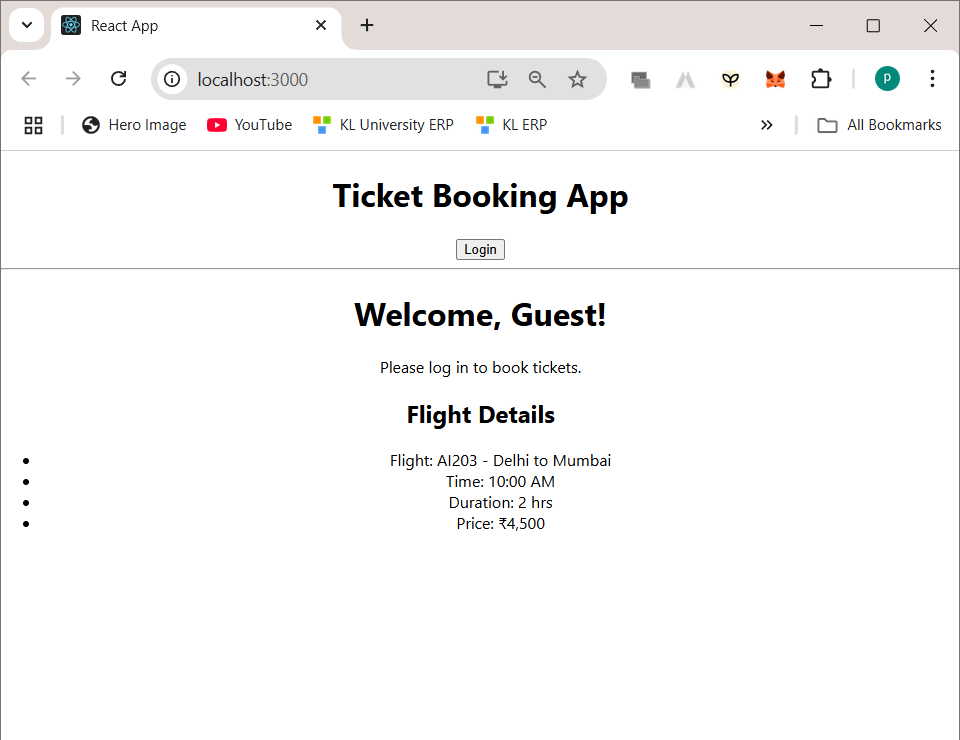 React App
localhost:3000
P
Hero Image YouTube KL University ERP KL ERP All Bookmarks
Ticket Booking App
Login
Welcome, Guest!
Please log in to book tickets.
Flight Details
Flight: AI203 - Delhi to Mumbai
Time: 10:00 AM
Duration: 2 hrs
Price: ₹4,500